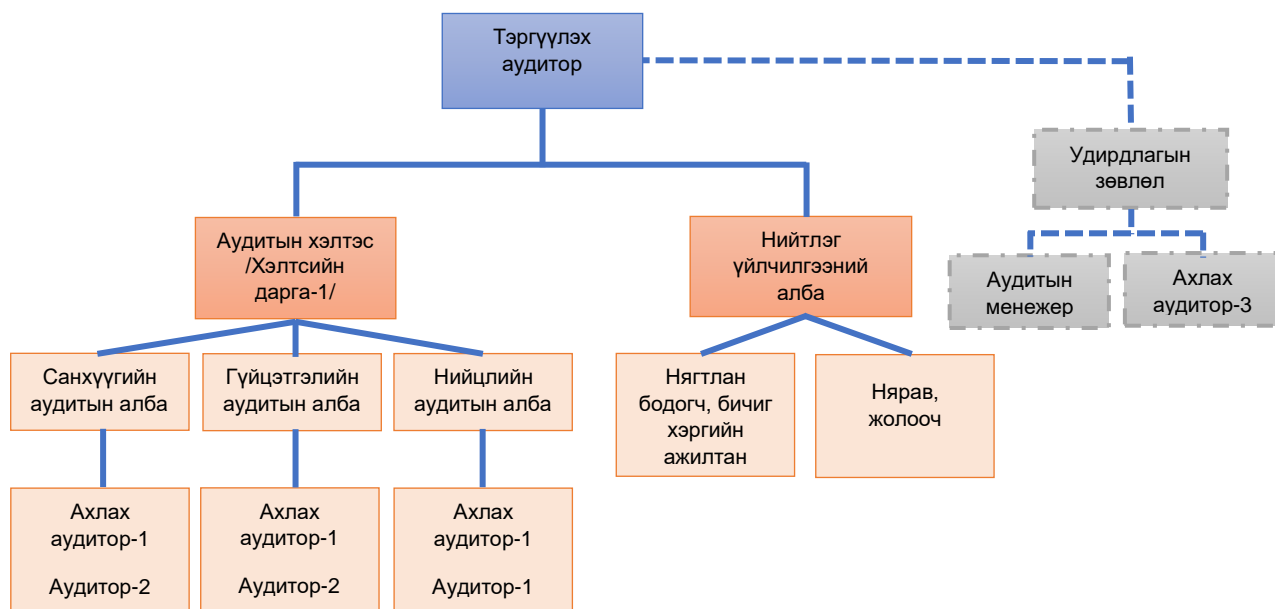 Тэргүүлэх
аудитор
Удирдлагын
зөвлөл
Аудитын хэлтэс
/Хэлтсийн
дарга-1/
Нийтлэг
үйлчилгээний
алба
Аудитын
менежер
Ахлах
аудитор-3
Санхүүгийн
аудитын алба
Гүйцэтгэлийн
аудитын алба
Нийцлийн
аудитын алба
Нягтлан
бодогч, бичиг
хэргийн
ажилтан
Нярав,
жолооч
Ахлах
аудитор-1
Аудитор-2
Ахлах
аудитор-1
Аудитор-2
Ахлах
аудитор-1
Аудитор-1